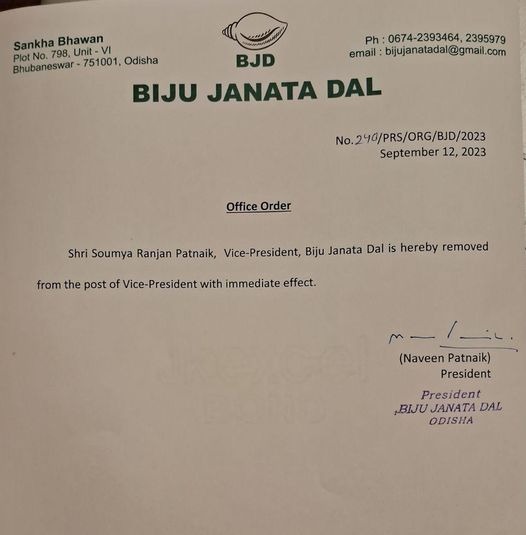 Sankha Bhawan
Plot No. 798, Unit - VI
Bhubaneswar - 751001, Odisha
BJD
Ph : 0674-2393464, 2395979
email : bijujanatadal@gmail.com
BIJU JANATA DAL
No.240/PRS/ORG/BJD/2023
September 12, 2023
Office Order
Shri Soumya Ranjan Patnaik, Vice-President, Biju Janata Dal is hereby removed
from the post of Vice-President with immediate effect.
(Naveen Patnaik)
President
President
BIJU JANATA DAL
ODISHA